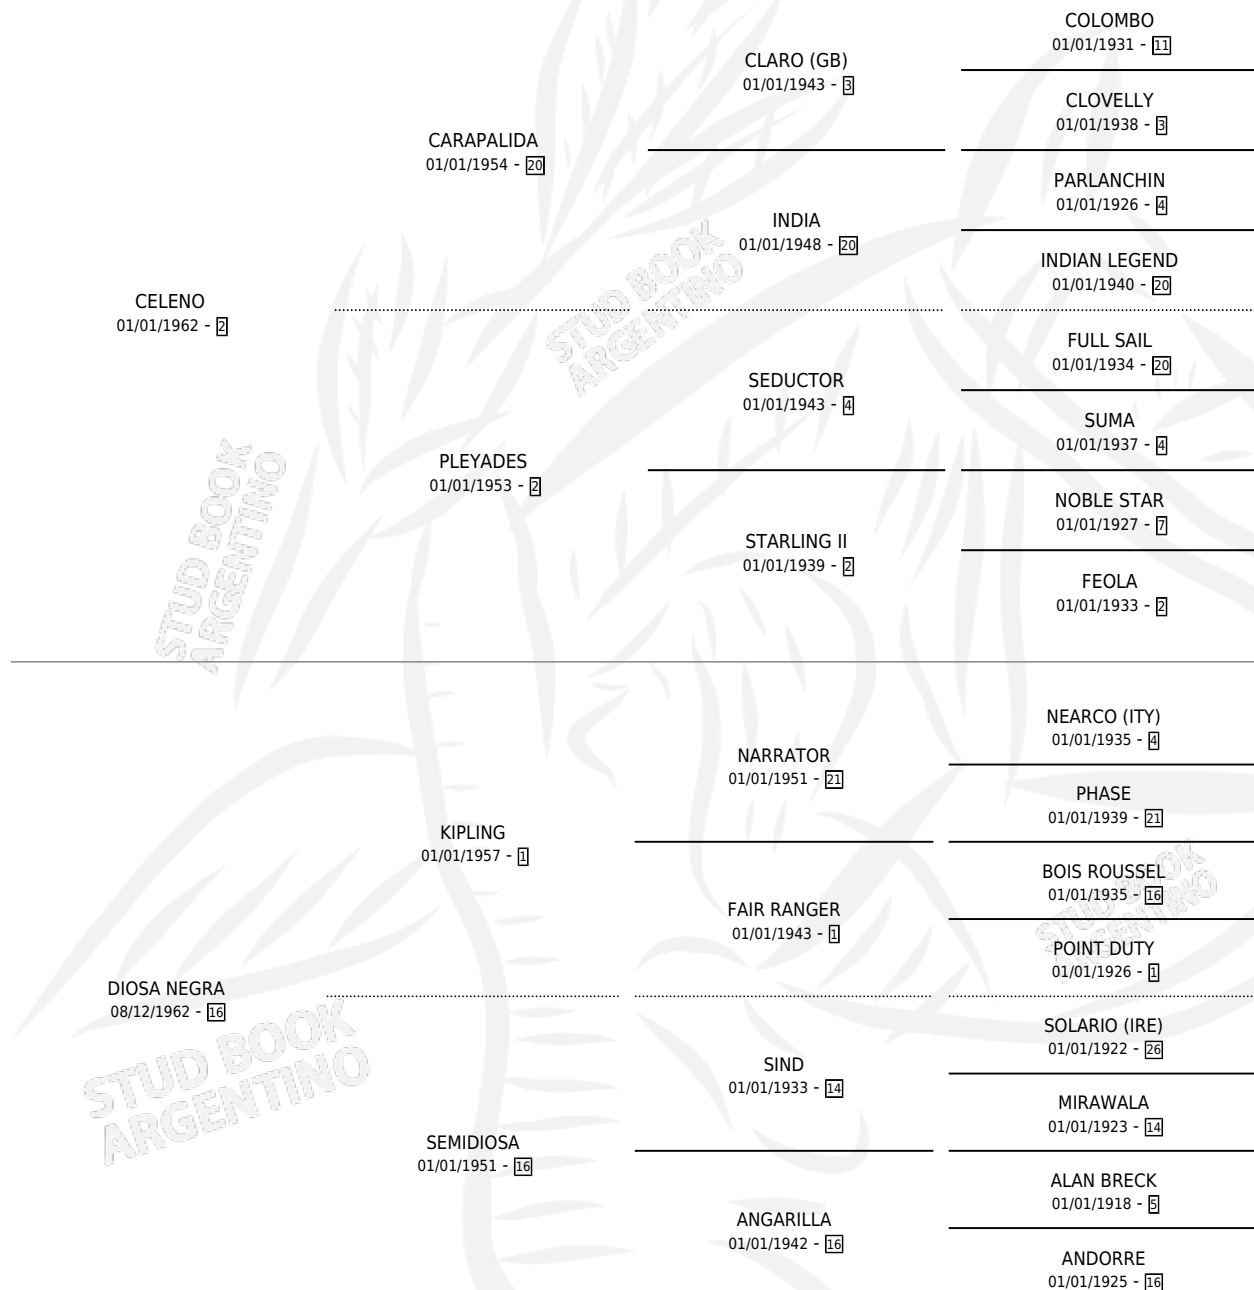 COLOMBO
01/01/1931 - 11
CLARO (GB)
01/01/1943 - 3
CLOVELLY
01/01/1938 - 3
CARAPALIDA
01/01/1954 - 20
PARLANCHIN
01/01/1926 - 4
INDIA
01/01/1948 - 20
INDIAN LEGEND
01/01/1940 - 20
CELENO
01/01/1962 - 2
FULL SAIL
01/01/1934 - 20
SEDUCTOR
01/01/1943 - 4
SUMA
01/01/1937 - 4
PLEYADES
01/01/1953 - 2
NOBLE STAR
01/01/1927 - 7
STARLING II
01/01/1939 - 2
FEOLA
01/01/1933 - 2
NEARCO (ITY)
01/01/1935 - 4
NARRATOR
01/01/1951 - 21
PHASE
01/01/1939 - 21
KIPLING
01/01/1957 - 1
BOIS ROUSSEL
01/01/1935 - 16
FAIR RANGER
01/01/1943 - 1
POINT DUTY
01/01/1926 - 1
DIOSA NEGRA
08/12/1962 - 16
SOLARIO (IRE)
01/01/1922 - 26
SIND
01/01/1933 - 14
MIRAWALA
01/01/1923 - 14
SEMIDIOSA
01/01/1951 - 16
ALAN BRECK
01/01/1918 - 5
ANGARILLA
01/01/1942 - 16
ANDORRE
01/01/1925 - 16
STUD BOOK
ARGENTINO
STUD BOOK
ARGENTINO
STUD BOOK
ARGENTINO
STUD BOOK
ARGENTINO